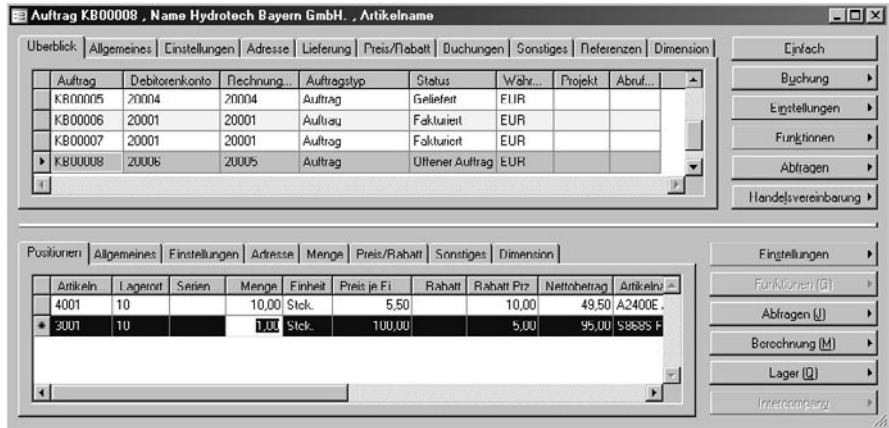 Auftrag KB00008 , Name Hydrotech Bayern GmbH. , Artikelname
Überblick Allgemeines Einstellungen Adresse Lieferung Preis/Rabatt Buchungen Sonstiges Referenzen Dimension
Auftrag Debitorenkonto Rechnung... Auftragstyp Status Währ... Projekt Abruf...
KB00005 20004 20004 Auftrag Geliefert EUR
KB00006 20001 20001 Auftrag Fakturiert EUR
KB00007 20001 20001 Auftrag Fakturiert EUR
KB00008 20006 20005 Auftrag Offener Auftrag EUR
Einfach
Buchung
Einstellungen
Funktionen
Abfragen
Handelsvereinbarung
Positionen Allgemeines Einstellungen Adresse Menge Preis/Rabatt Sonstiges Dimension
Artikeln... Lagerort Serien... Menge Einheit Preis je Ei... Rabatt Rabatt Prz... Nettobetrag Artikelna
4001 10 10,00 Stck. 5,50 10,00 49,50 A2400E
* 3001 10 1,00 Stck. 100,00 5,00 95,00 S868S F
Einstellungen
Funktionen (G)
Abfragen (J)
Berechnung (M)
Lager (Q)
Intercompany